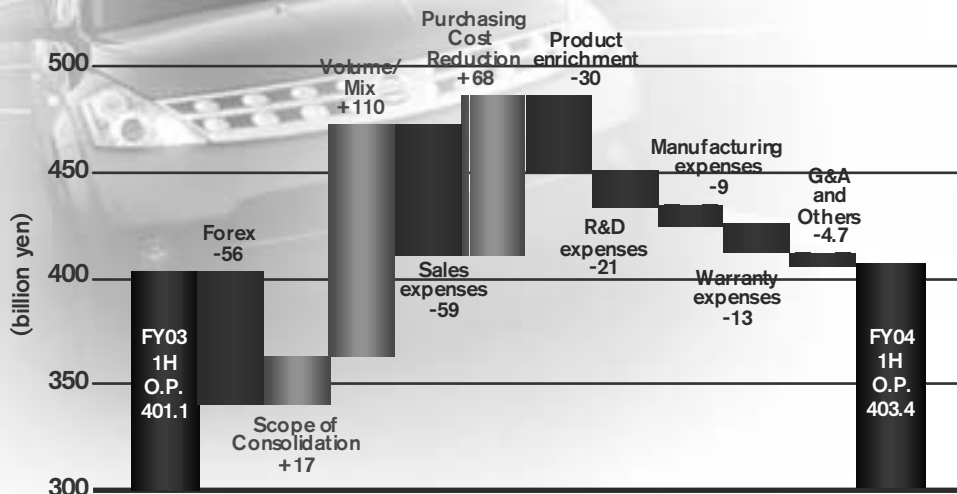 Purchasing
Cost
Reduction
+68
Product
enrichment
-30
500
Volume/
Mix
+110
450
Manufacturing
expenses
-9
G&A
and
Others
-4.7
(billion yen)
Forex
-56
R&D
expenses
-21
400
Sales
expenses
-59
Warranty
expenses
-13
FY03
1H
O.P.
401.1
FY04
1H
O.P.
403.4
350
Scope of
Consolidation
+17
300